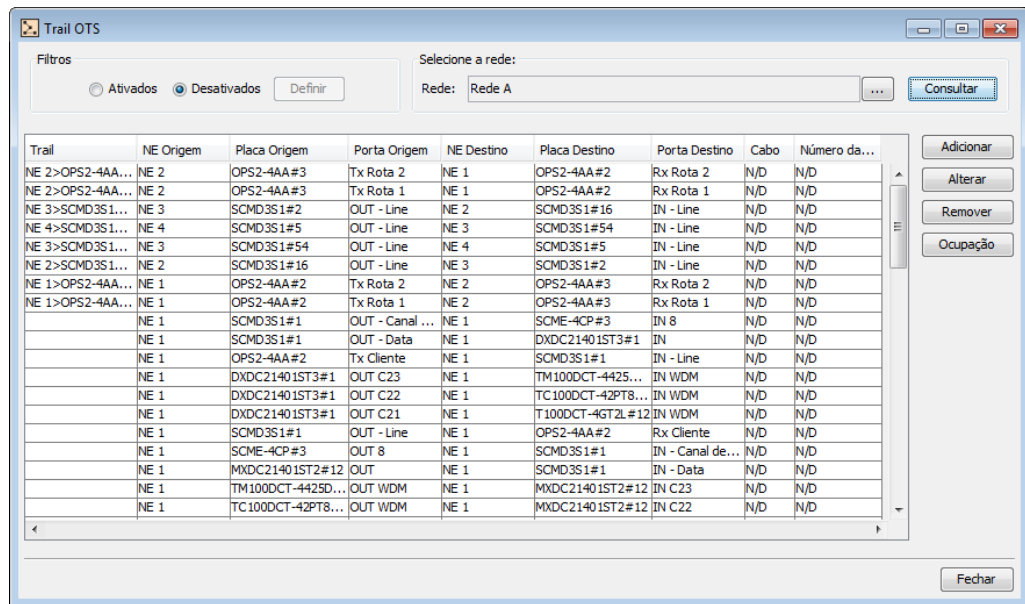 Trail OTS
Filtros
Ativados Desativados Definir
Selecione a rede:
Rede: Rede A ... Consultar
Trail NE Origem Placa Origem Porta Origem NE Destino Placa Destino Porta Destino Cabo Número da...
NE 2>OPS2-4AA... NE 2 OPS2-4AA#3 Tx Rota 2 NE 1 OPS2-4AA#2 Rx Rota 2 N/D N/D
NE 2>OPS2-4AA... NE 2 OPS2-4AA#3 Tx Rota 1 NE 1 OPS2-4AA#2 Rx Rota 1 N/D N/D
NE 3>SCMD3S1... NE 3 SCMD3S1#2 OUT - Line NE 2 SCMD3S1#16 IN - Line N/D N/D
NE 4>SCMD3S1... NE 4 SCMD3S1#5 OUT - Line NE 3 SCMD3S1#54 IN - Line N/D N/D
NE 3>SCMD3S1... NE 3 SCMD3S1#54 OUT - Line NE 4 SCMD3S1#5 IN - Line N/D N/D
NE 2>SCMD3S1... NE 2 SCMD3S1#16 OUT - Line NE 3 SCMD3S1#2 IN - Line N/D N/D
NE 1>OPS2-4AA... NE 1 OPS2-4AA#2 Tx Rota 2 NE 2 OPS2-4AA#3 Rx Rota 2 N/D N/D
NE 1>OPS2-4AA... NE 1 OPS2-4AA#2 Tx Rota 1 NE 2 OPS2-4AA#3 Rx Rota 1 N/D N/D
NE 1 SCMD3S1#1 OUT - Canal ... NE 1 SCME-4CP#3 IN 8 N/D N/D
NE 1 SCMD3S1#1 OUT - Data NE 1 DXDC21401ST3#1 IN N/D N/D
NE 1 OPS2-4AA#2 Tx Cliente NE 1 SCMD3S1#1 IN - Line N/D N/D
NE 1 DXDC21401ST3#1 OUT C23 NE 1 TM100DCT-4425... IN WDM N/D N/D
NE 1 DXDC21401ST3#1 OUT C22 NE 1 TC100DCT-42PT8... IN WDM N/D N/D
NE 1 DXDC21401ST3#1 OUT C21 NE 1 T100DCT-4GT2L#12 IN WDM N/D N/D
NE 1 SCMD3S1#1 OUT - Line NE 1 OPS2-4AA#2 Rx Cliente N/D N/D
NE 1 SCME-4CP#3 OUT 8 NE 1 SCMD3S1#1 IN - Canal de... N/D N/D
NE 1 MXDC21401ST2#12 OUT NE 1 SCMD3S1#1 IN - Data N/D N/D
NE 1 TM100DCT-4425D... OUT WDM NE 1 MXDC21401ST2#12 IN C23 N/D N/D
NE 1 TC100DCT-42PT8... OUT WDM NE 1 MXDC21401ST2#12 IN C22 N/D N/D
Adicionar
Alterar
Remover
Ocupação
Fechar